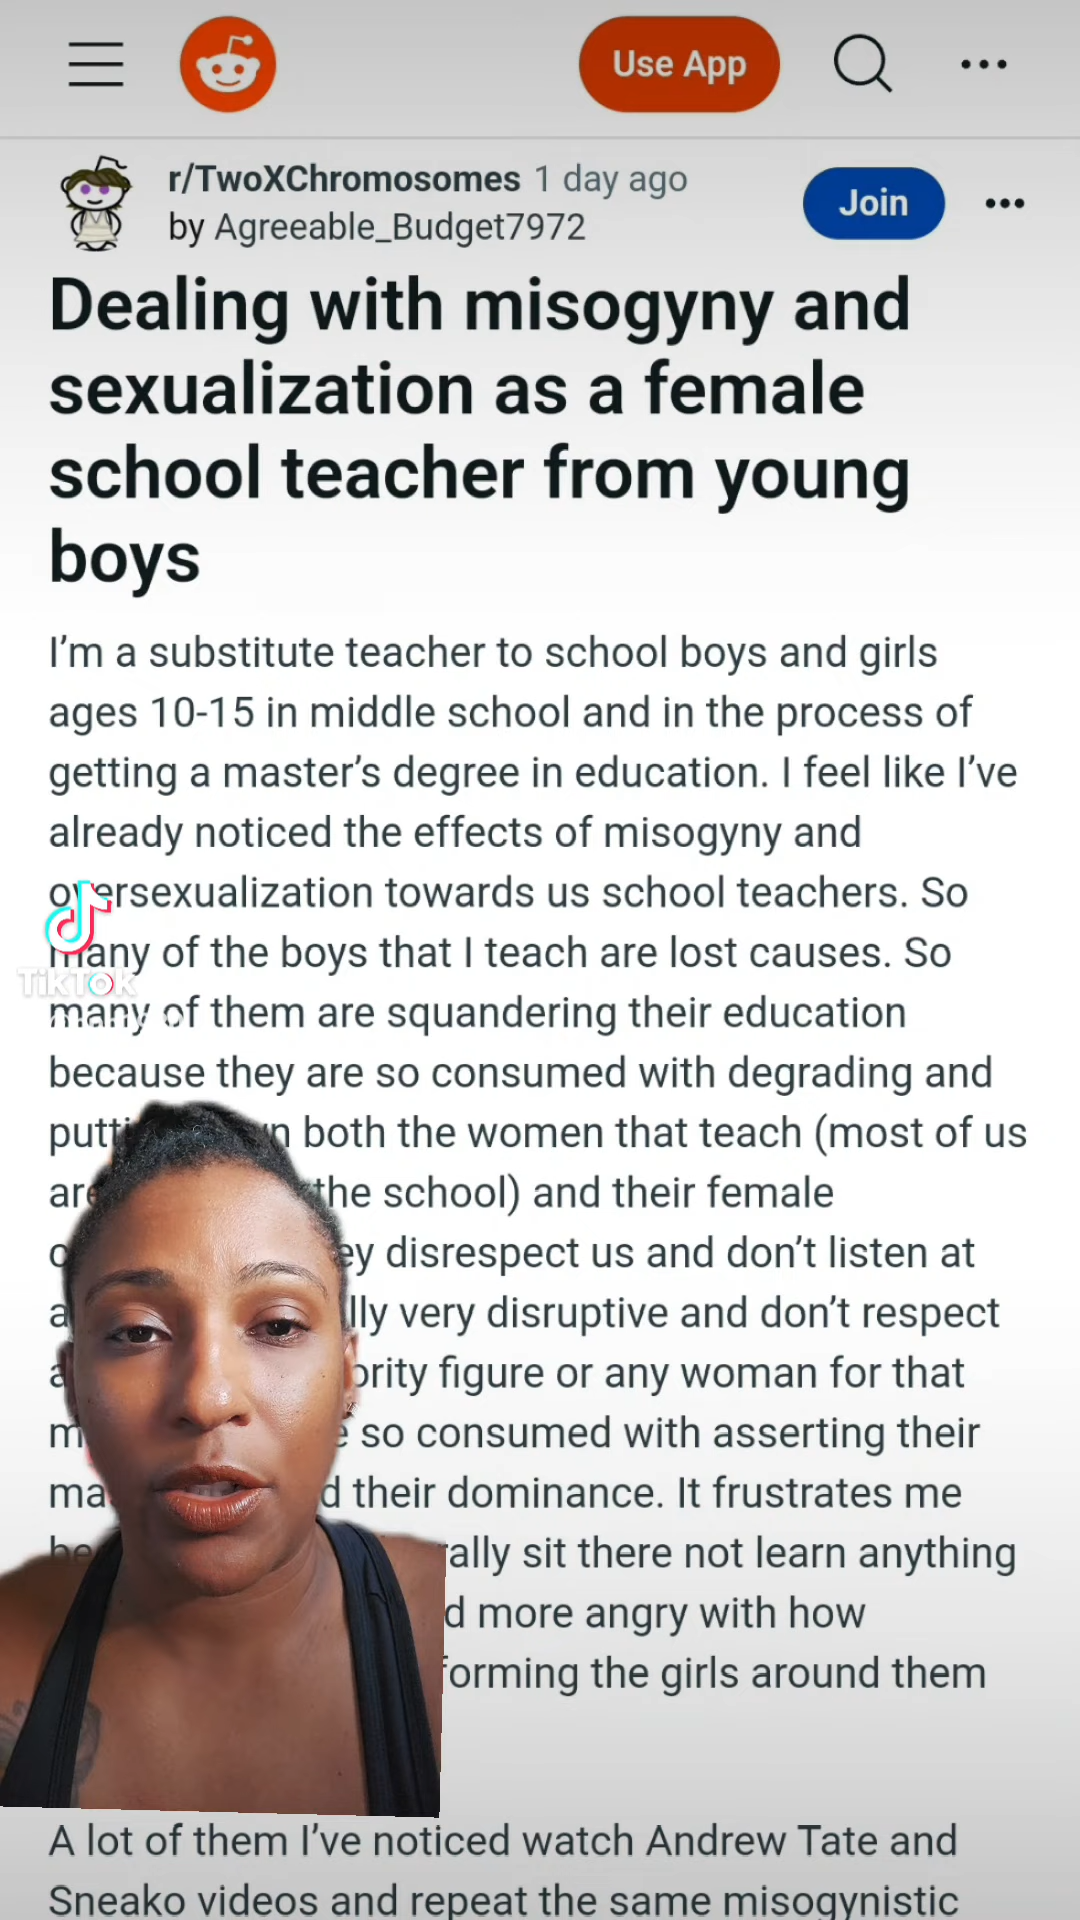 Use App
r/TwoXChromosomes 1 day ago
by Agreeable_Budget7972
Join
Dealing with misogyny and
sexualization as a female
school teacher from young
boys
I'm a substitute teacher to school boys and girls
ages 10-15 in middle school and in the process of
getting a master's degree in education. I feel like I've
already noticed the effects of misogyny and
oversexualization towards us school teachers. So
many of the boys that I teach are lost causes. So
TikTok
many of them are squandering their education
because they are so consumed with degrading and
both the women that teach (most of us
the school) and their female
disrespect us and don't listen at
very disruptive and don't respect
figure or any woman for that
so consumed with asserting their
their dominance. It frustrates me
sit there not learn anything
more angry with how
the girls around them
A lot of them I've noticed watch Andrew Tate and
Sneako videos and repeat the same misogynistic